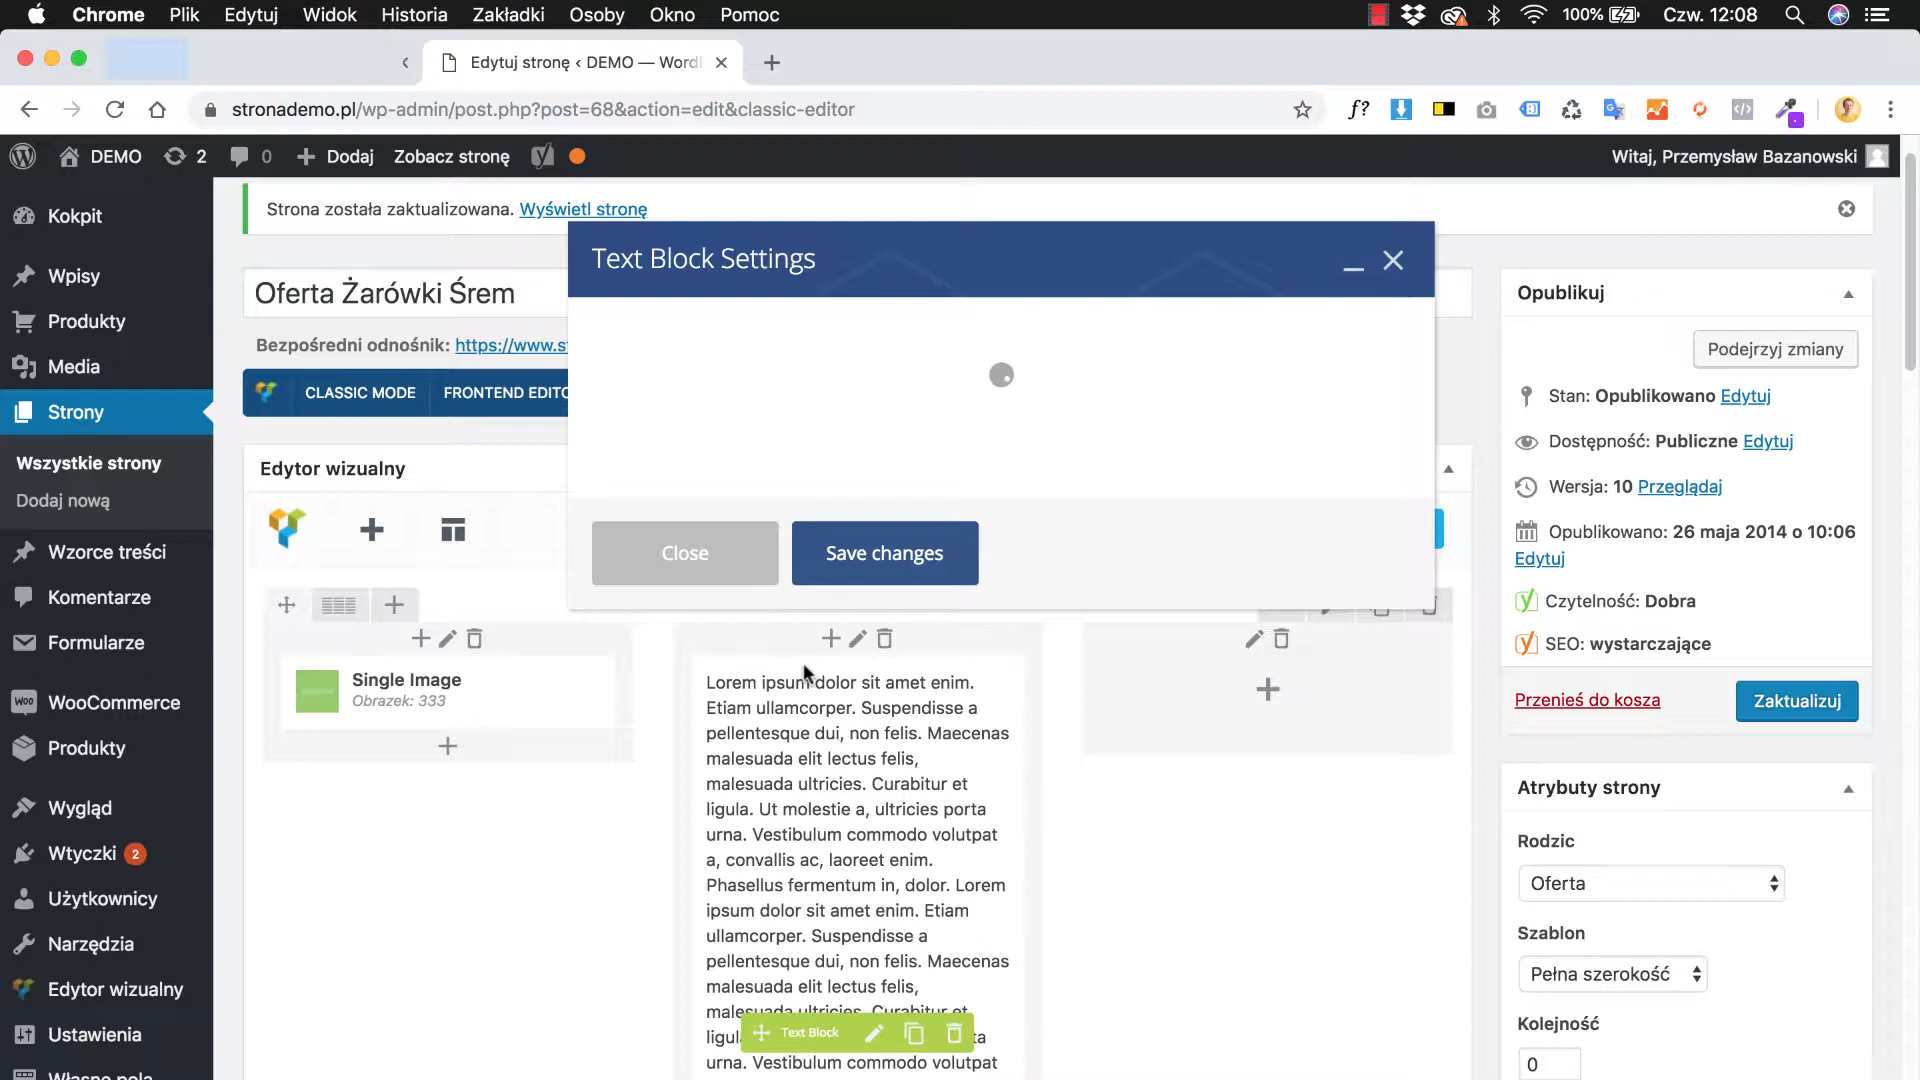 Chrome Plik Edytuj Widok Historia Zakładki Osoby Okno Pomoc 100% Czw. 12:08
Edytuj stronę ‹ DEMO — Word
stronademo.pl/wp-admin/post.php?post=68&action=edit&classic-editor
f?
DEMO 2 0 Dodaj Zobacz stronę Witaj, Przemysław Bazanowski
Kokpit
Wpisy
Produkty
Media
Strony
Wszystkie strony
Dodaj nową
Wzorce treści
Komentarze
Formularze
WooCommerce
Produkty
Wygląd
Wtyczki 2
Użytkownicy
Narzędzia
Edytor wizualny
Ustawienia
Strona została zaktualizowana. Wyświetl stronę
Oferta Żarówki Śrem
Bezpośredni odnośnik: https://www.s
CLASSIC MODE FRONTEND EDITO
Edytor wizualny
Text Block Settings
Close
Save changes
Single Image
Obrazek: 333
Lorem ipsum dolor sit amet enim.
Etiam ullamcorper. Suspendisse a
pellentesque dui, non felis. Maecenas
malesuada elit lectus felis,
malesuada ultricies. Curabitur et
ligula. Ut molestie a, ultricies porta
urna. Vestibulum commodo volutpat
a, convallis ac, laoreet enim.
Phasellus fermentum in, dolor. Lorem
ipsum dolor sit amet enim. Etiam
ullamcorper. Suspendisse a
pellentesque dui, non felis. Maecenas
malesuada elit lectus felis,
malesuada ultricies. Curabitur et
ligu ta
Text Block
urna. Vestibulum commodo volutpat
Opublikuj
Podejrzyj zmiany
Stan: Opublikowano Edytuj
Dostępność: Publiczne Edytuj
Wersja: 10 Przeglądaj
Opublikowano: 26 maja 2014 o 10:06
Edytuj
Czytelność: Dobra
SEO: wystarczające
Przenieś do kosza
Zaktualizuj
Atrybuty strony
Rodzic
Oferta
Szablon
Pełna szerokość
Kolejność
0